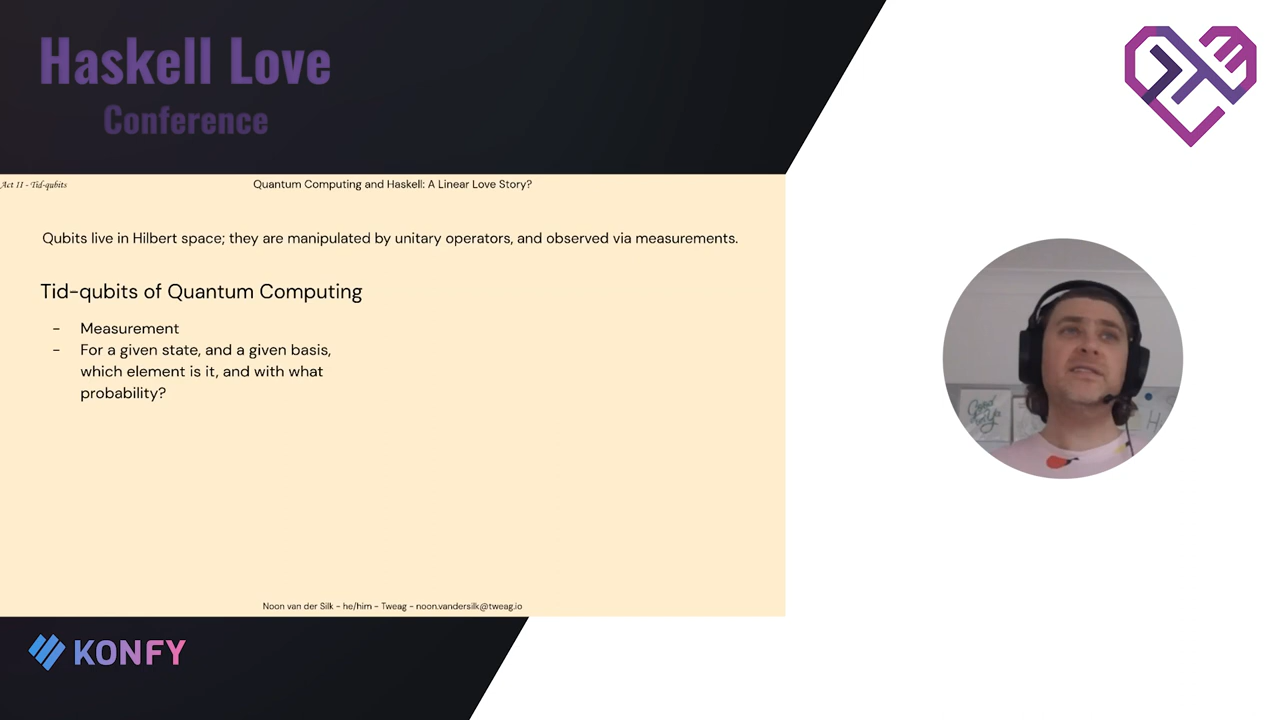 Haskell Love
Conference
Act II - Tid-qubits
Quantum Computing and Haskell: A Linear Love Story?
Qubits live in Hilbert space; they are manipulated by unitary operators, and observed via measurements.
Tid-qubits of Quantum Computing
- Measurement
- For a given state, and a given basis,
which element is it, and with what
probability?
Noon van der Silk - he/him - Tweag - noon.vandersilk@tweag.io
KONFY